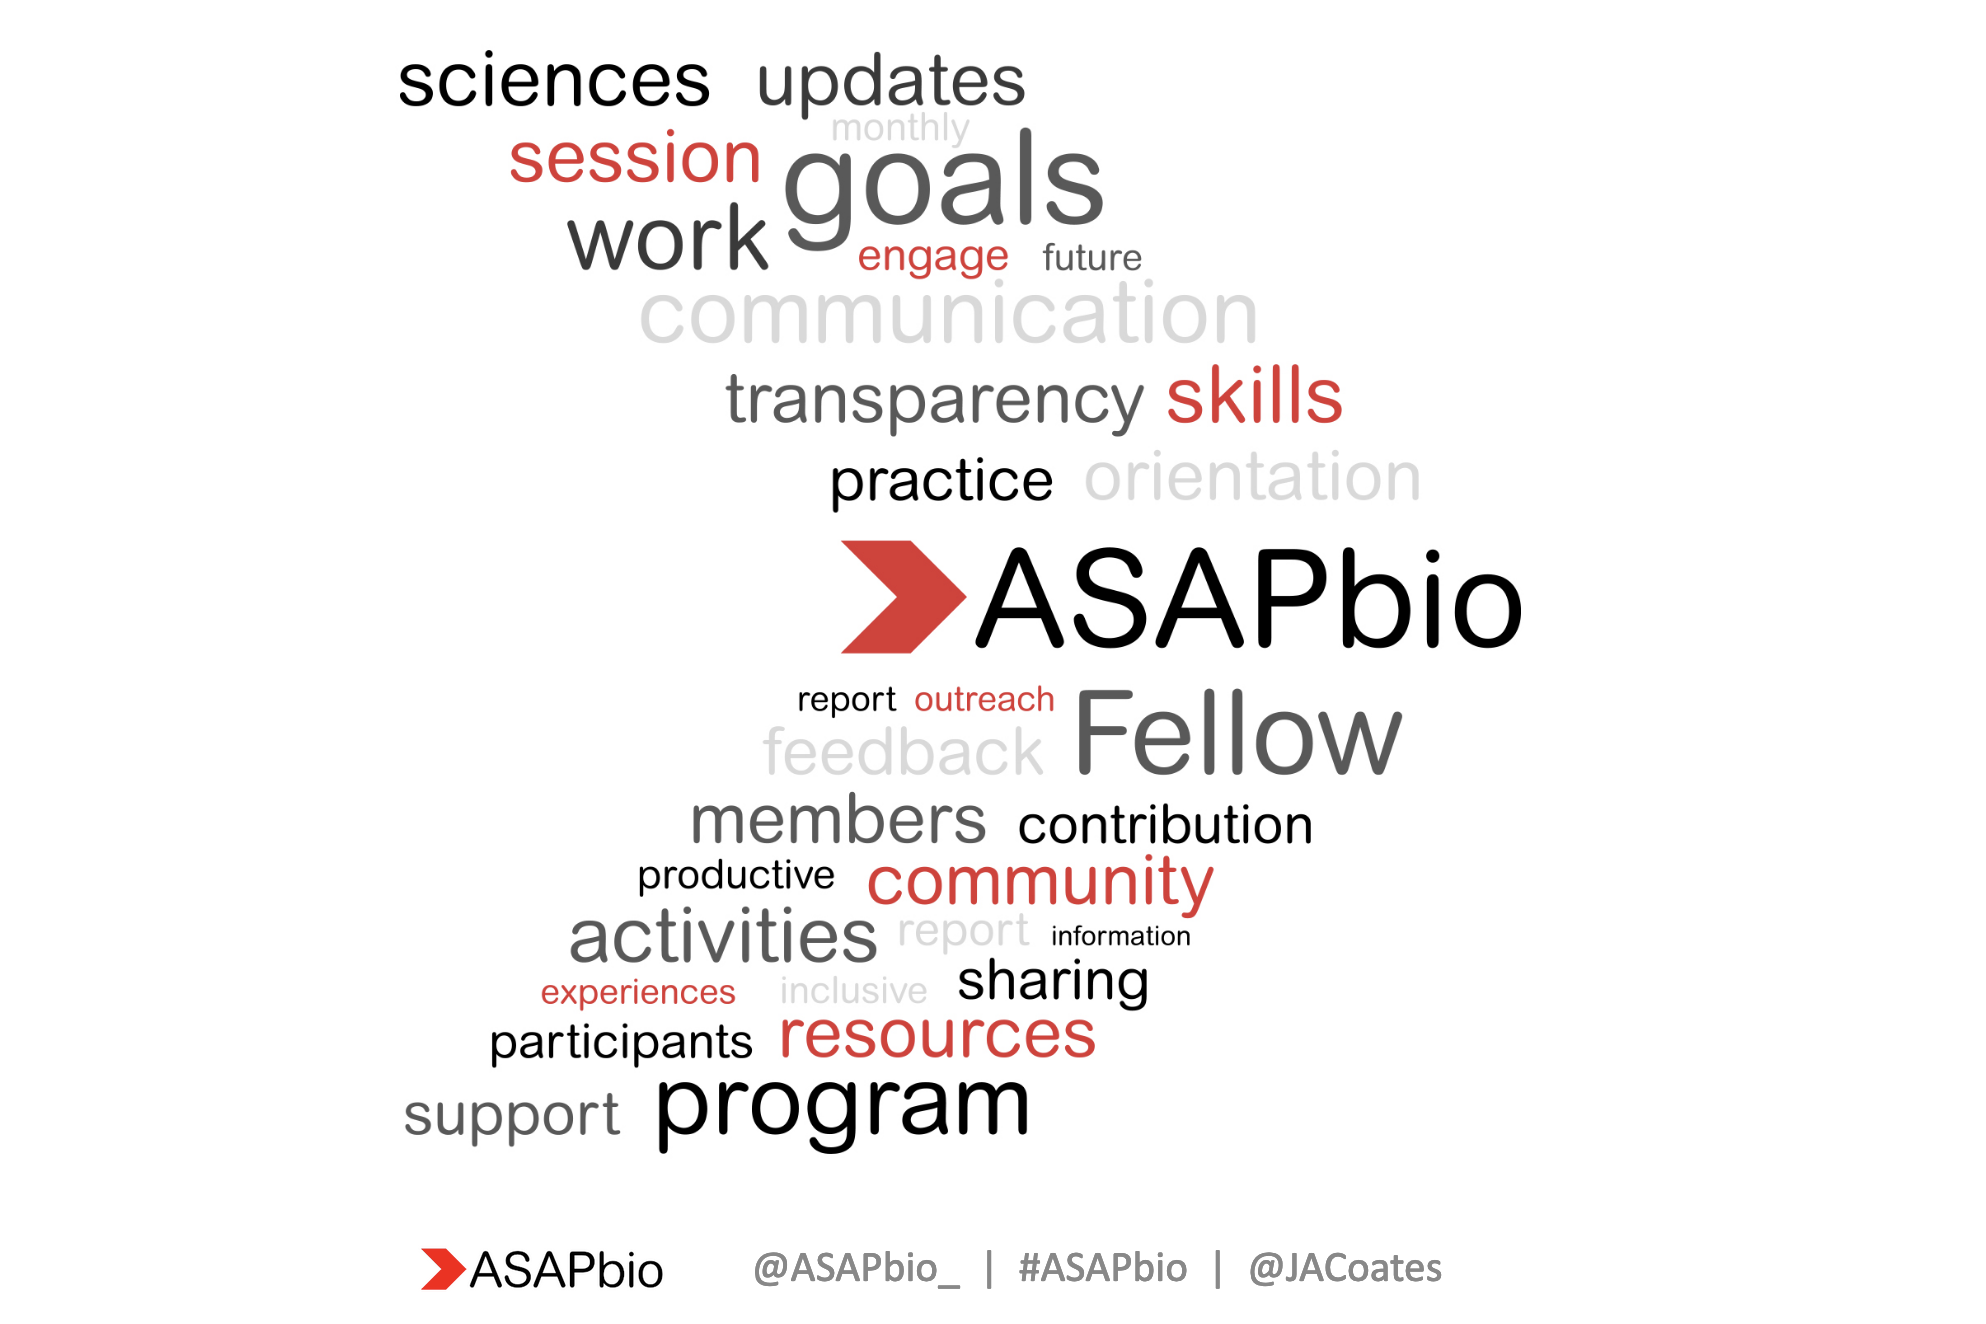 sciences updates
monthly
session goals
work
engage future
communication
transparency skills
practice orientation
ASAPbio
report outreach
feedback Fellow
members contribution
productive community
activities report information
experiences inclusive sharing
participants resources
support program
ASAPbio @ASAPbio_ | #ASAPbio | @JACoates